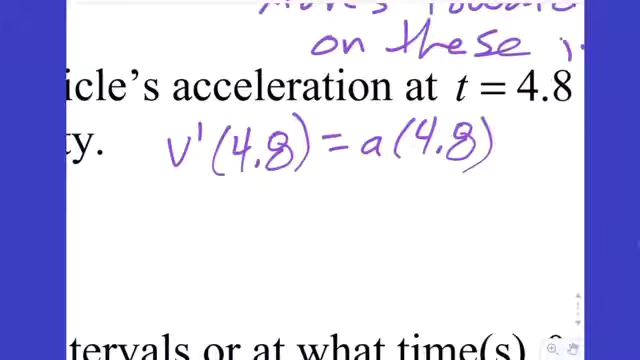 on these
icle's acceleration at t = 4.8
ty. v'(4.8) = a(4.8)
tervals or at what time(s)